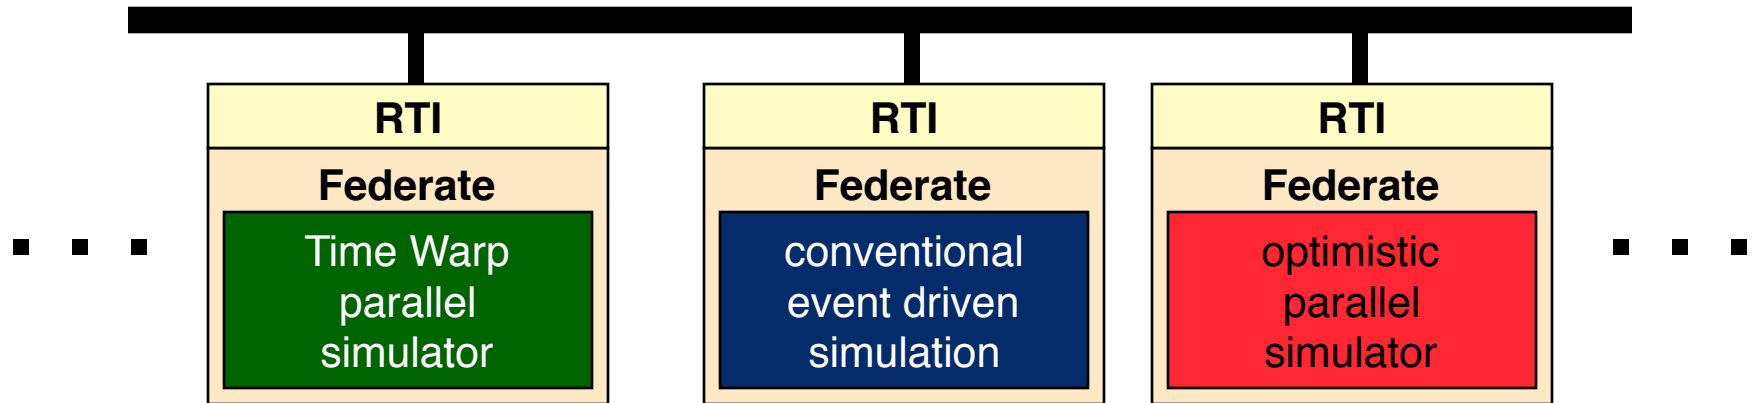 RTI
Federate
Time Warp
parallel
simulator
RTI
Federate
conventional
event driven
simulation
RTI
Federate
optimistic
parallel
simulator